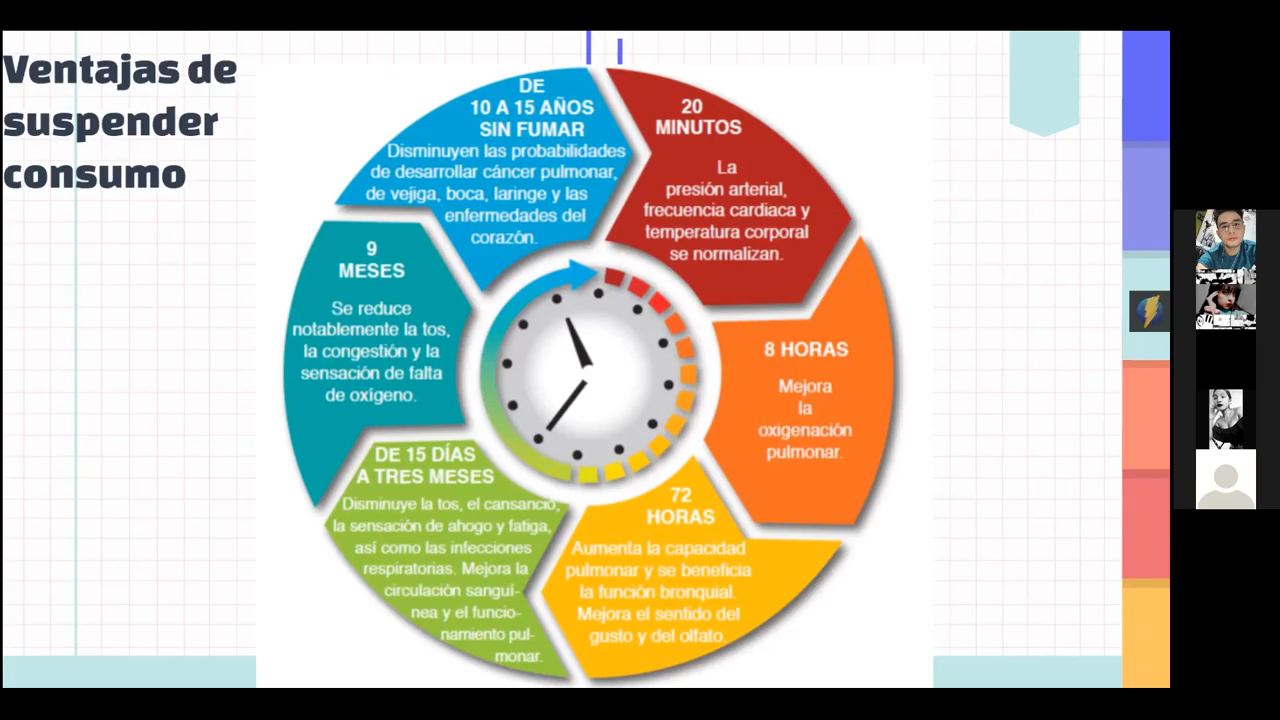 Ventajas de
suspender
consumo
20
MINUTOS
La
presión arterial,
frecuencia cardiaca y
temperatura corporal
se normalizan.
8 HORAS
Mejora
la
oxigenación
pulmonar.
72
HORAS
Aumenta la capacidad
pulmonar y se beneficia
la función bronquial.
Mejora el sentido del
gusto y del olfato.
DE 15 DÍAS
A TRES MESES
Disminuye la tos, el cansancio,
la sensación de ahogo y fatiga,
así como las infecciones
respiratorias. Mejora la
circulación sanguí-
nea y el funcio-
namiento pul-
monar.
9
MESES
Se reduce
notablemente la tos,
la congestión y la
sensación de falta
de oxígeno.
DE
10 A 15 AÑOS
SIN FUMAR
Disminuyen las probabilidades
de desarrollar cáncer pulmonar,
de vejiga, boca, laringe y las
enfermedades del
corazón.